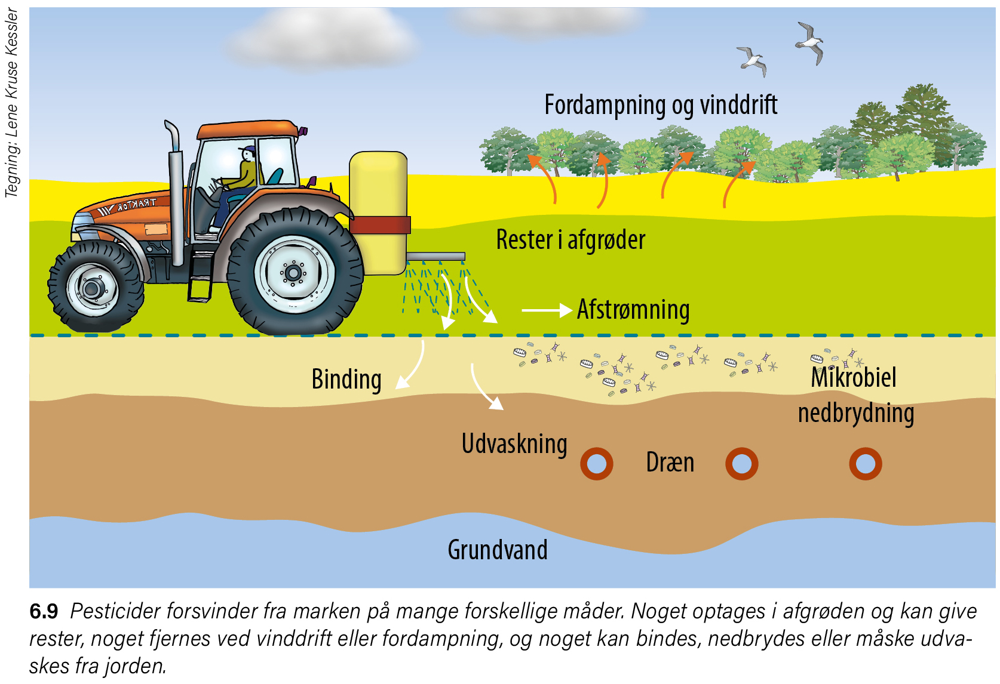 Tegning: Lene Kruse Kessler
Fordampning og vinddrift
TRAKTOR
Rester i afgrøder
Afstrømning
Binding
Mikrobiel
nedbrydning
Udvaskning
Dræn
Grundvand
6.9 Pesticider forsvinder fra marken på mange forskellige måder. Noget optages i afgrøden og kan give
rester, noget fjernes ved vinddrift eller fordampning, og noget kan bindes, nedbrydes eller måske udva-
skes fra jorden.